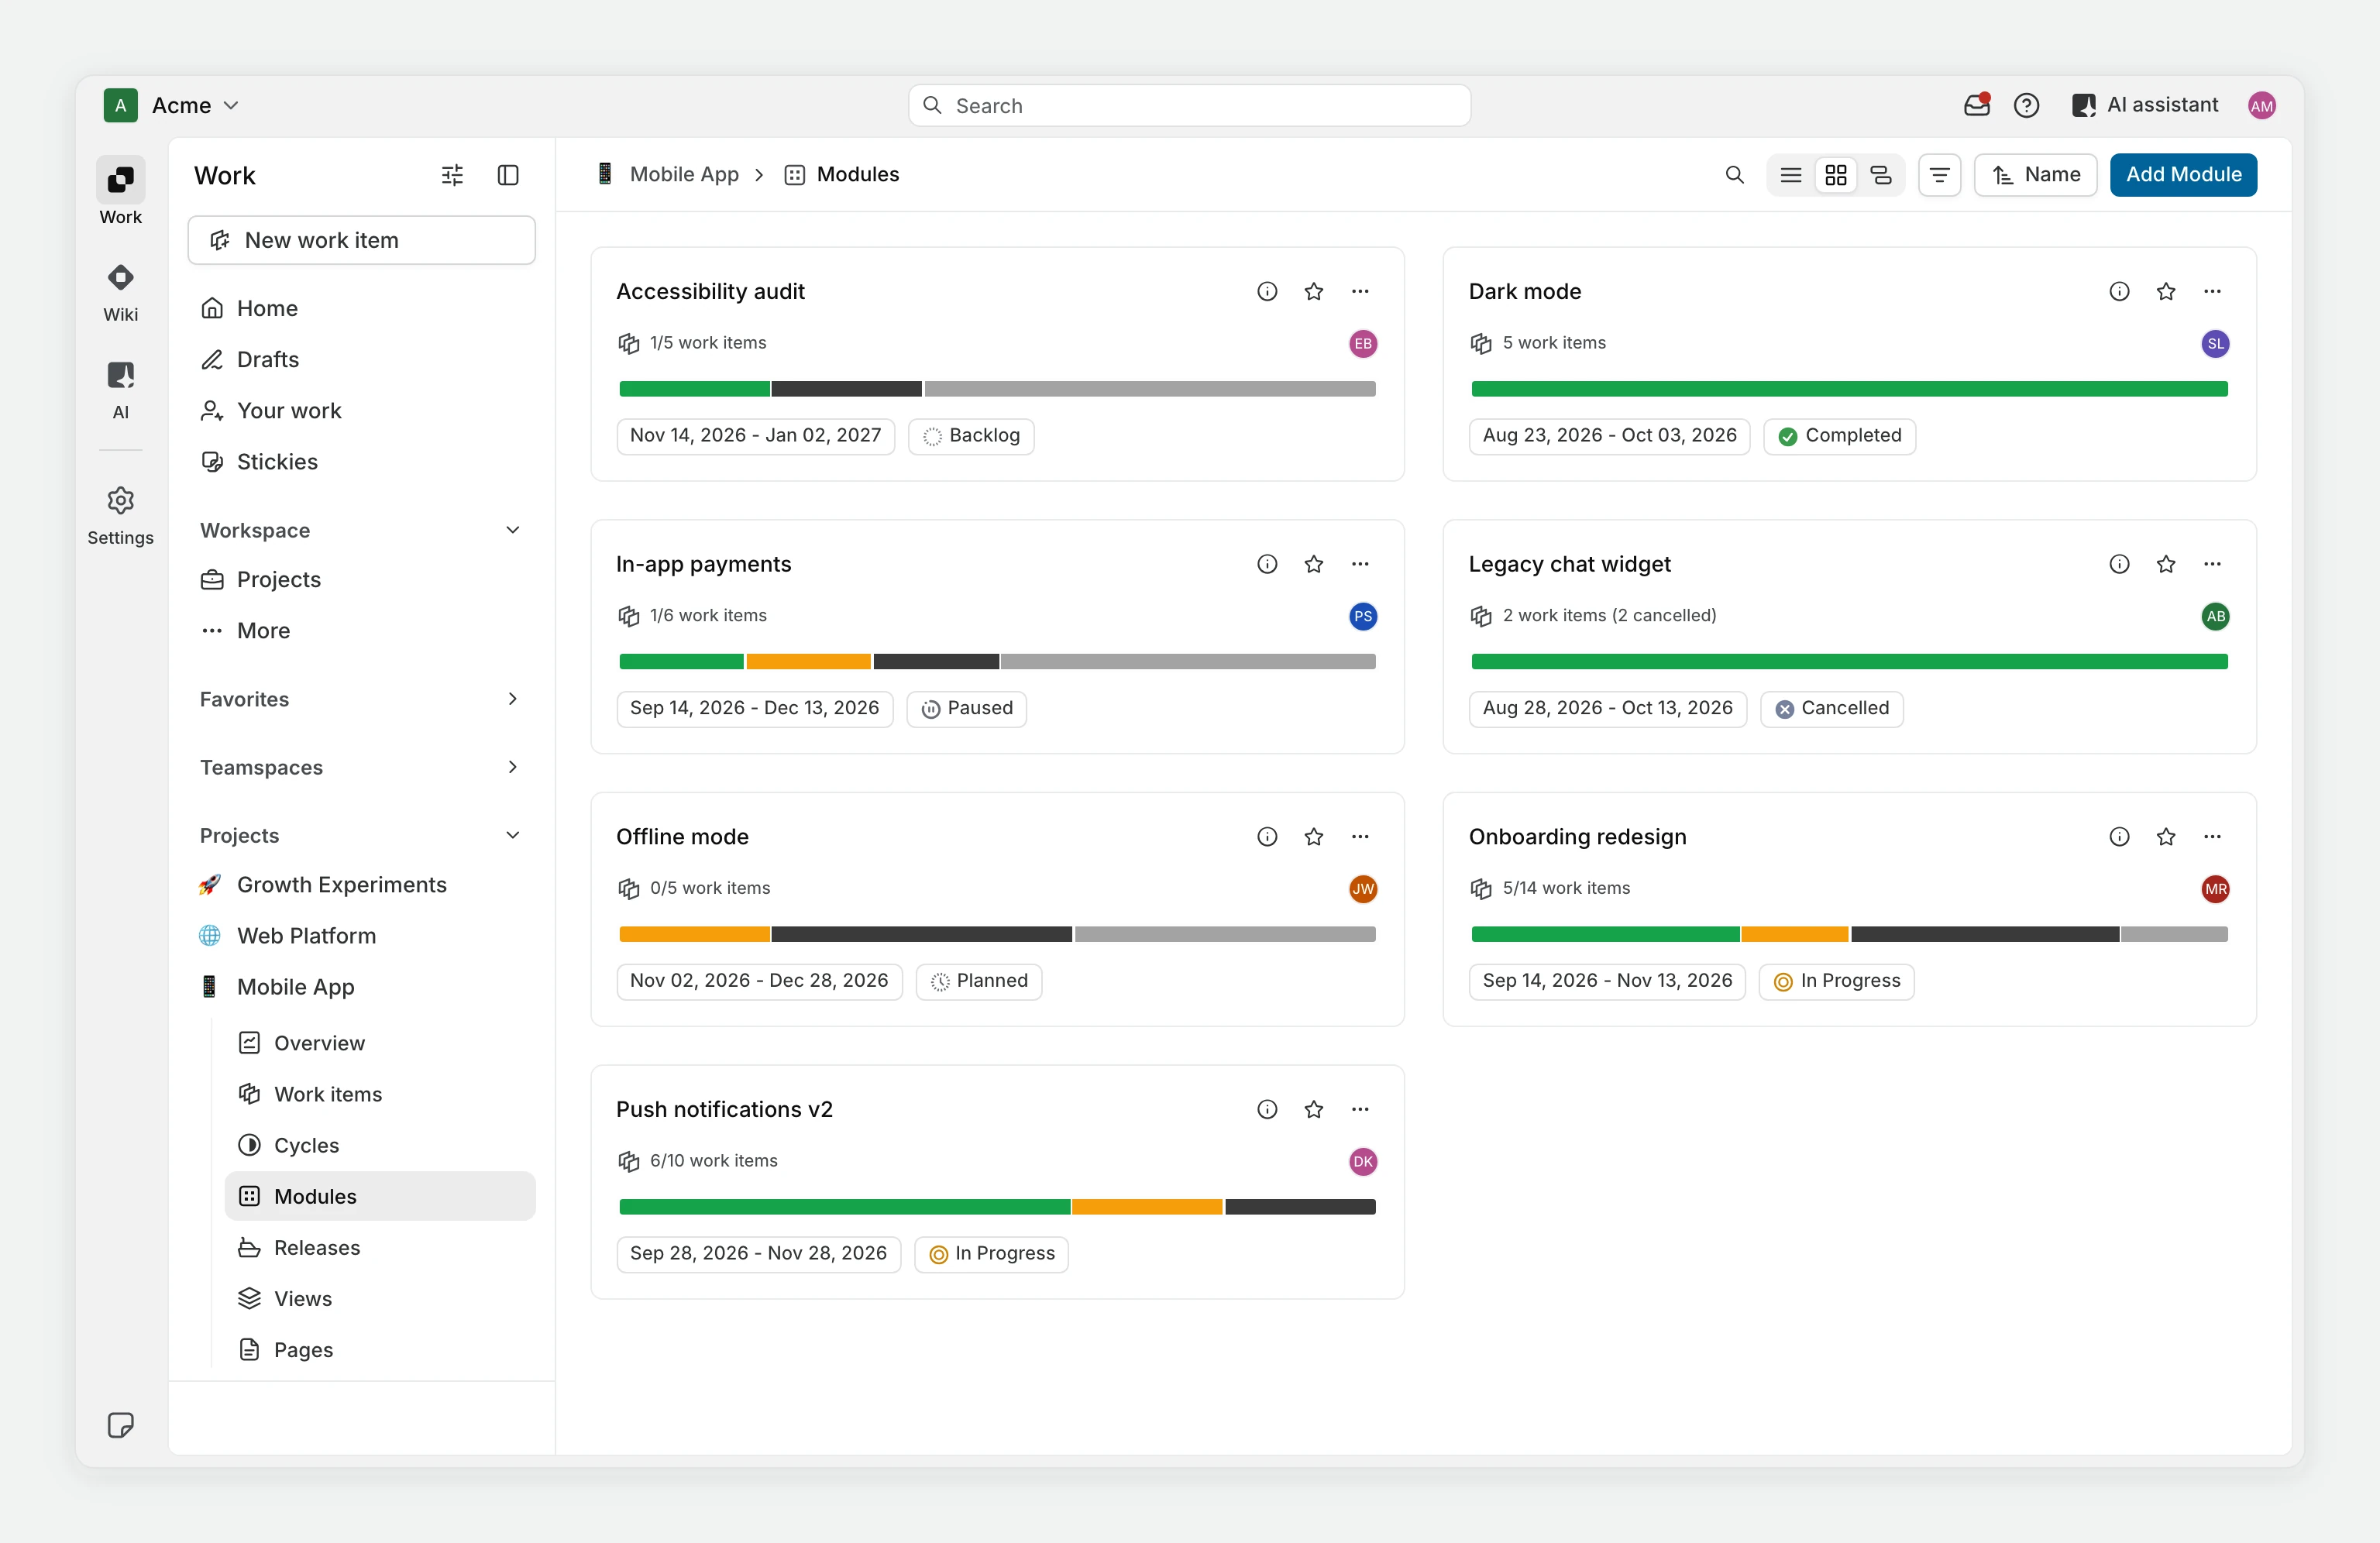 A Acme
Search
AI assistant
AM
Work
Wiki
AI
Settings
Work
New work item
Home
Drafts
Your work
Stickies
Workspace
Projects
More
Favorites
Teamspaces
Projects
Growth Experiments
Web Platform
Mobile App
Overview
Work items
Cycles
Modules
Releases
Views
Pages
Mobile App > Modules
Name
Add Module
Accessibility audit
1/5 work items
EB
Nov 14, 2026 - Jan 02, 2027
Backlog
Dark mode
5 work items
SL
Aug 23, 2026 - Oct 03, 2026
Completed
In-app payments
1/6 work items
PS
Sep 14, 2026 - Dec 13, 2026
Paused
Legacy chat widget
2 work items (2 cancelled)
AB
Aug 28, 2026 - Oct 13, 2026
Cancelled
Offline mode
0/5 work items
JW
Nov 02, 2026 - Dec 28, 2026
Planned
Onboarding redesign
5/14 work items
MR
Sep 14, 2026 - Nov 13, 2026
In Progress
Push notifications v2
6/10 work items
DK
Sep 28, 2026 - Nov 28, 2026
In Progress